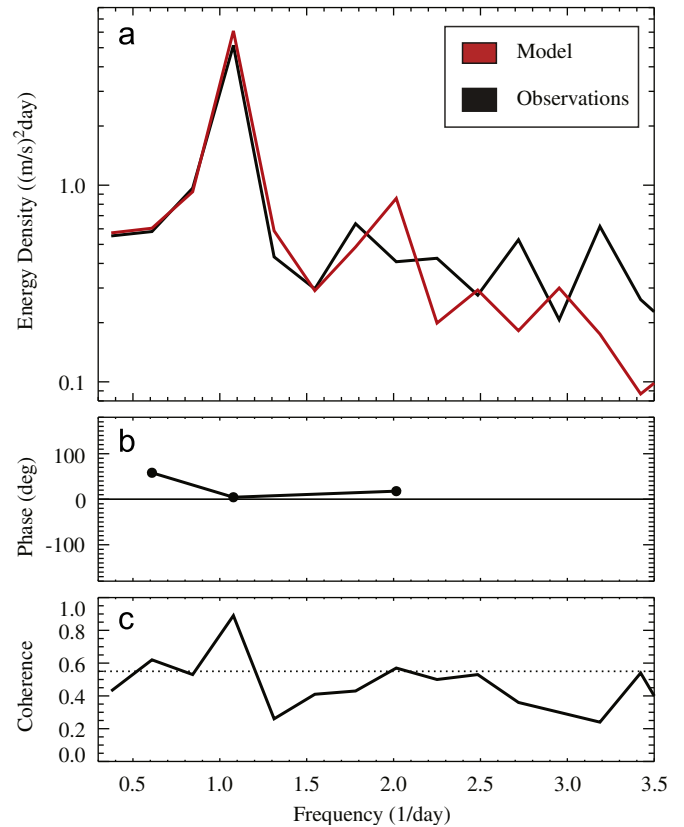 a
Model
Observations
Energy Density ((m/s)²day)
1.0
0.1
b
Phase (deg)
100
0
-100
c
Coherence
1.0
0.8
0.6
0.4
0.2
0.0
0.5 1.0 1.5 2.0 2.5 3.0 3.5
Frequency (1/day)